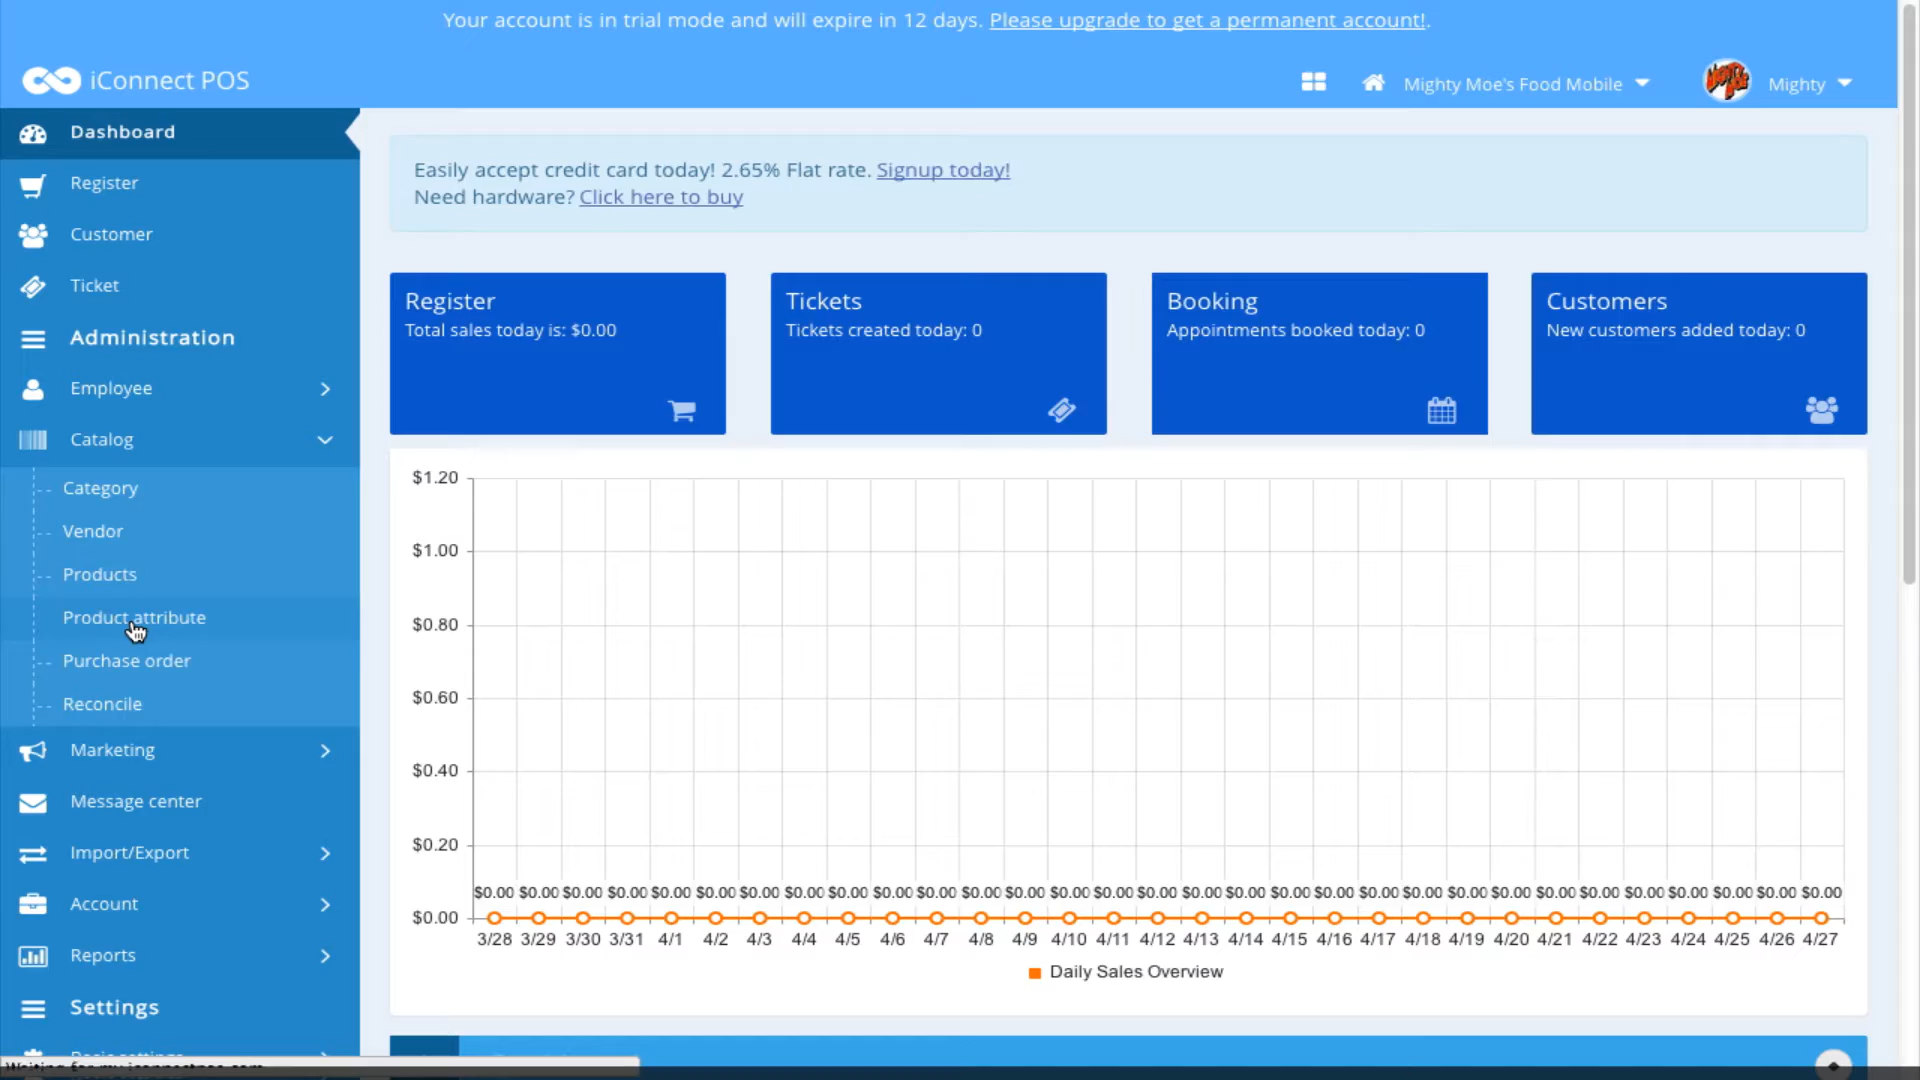 Your account is in trial mode and will expire in 12 days. Please upgrade to get a permanent account!.
iConnect POS
Mighty Moe's Food Mobile
Mighty
Dashboard
Register
Customer
Ticket
Administration
Employee
Catalog
Category
Vendor
Products
Product attribute
Purchase order
Reconcile
Marketing
Message center
Import/Export
Account
Reports
Settings
Easily accept credit card today! 2.65% Flat rate. Signup today!
Need hardware? Click here to buy
Register
Total sales today is: $0.00
Tickets
Tickets created today: 0
Booking
Appointments booked today: 0
Customers
New customers added today: 0
$1.20
$1.00
$0.80
$0.60
$0.40
$0.20
$0.00
$0.00 $0.00 $0.00 $0.00 $0.00 $0.00 $0.00 $0.00 $0.00 $0.00 $0.00 $0.00 $0.00 $0.00 $0.00 $0.00 $0.00 $0.00 $0.00 $0.00 $0.00 $0.00 $0.00 $0.00 $0.00 $0.00 $0.00 $0.00 $0.00 $0.00 $0.00
3/28 3/29 3/30 3/31 4/1 4/2 4/3 4/4 4/5 4/6 4/7 4/8 4/9 4/10 4/11 4/12 4/13 4/14 4/15 4/16 4/17 4/18 4/19 4/20 4/21 4/22 4/23 4/24 4/25 4/26 4/27
Daily Sales Overview